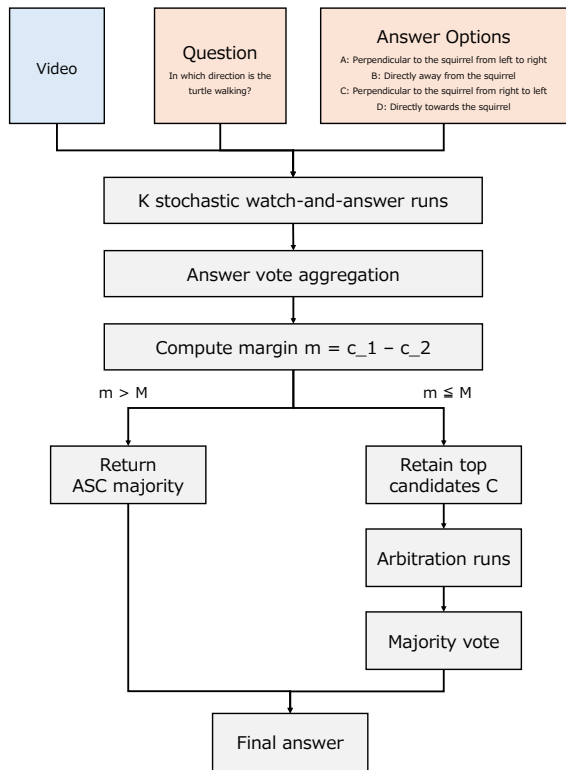 Video
Question
In which direction is the
turtle walking?
Answer Options
A: Perpendicular to the squirrel from left to right
B: Directly away from the squirrel
C: Perpendicular to the squirrel from right to left
D: Directly towards the squirrel
K stochastic watch-and-answer runs
Answer vote aggregation
Compute margin m = c_1 – c_2
m > M
m ≦ M
Return
ASC majority
Retain top
candidates C
Arbitration runs
Majority vote
Final answer